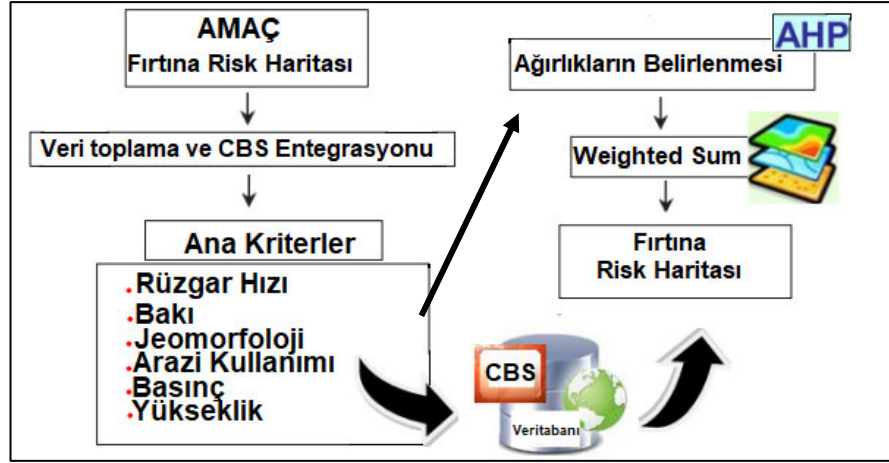 AMAÇ
Fırtına Risk Haritası
Veri toplama ve CBS Entegrasyonu
Ana Kriterler
Rüzgar Hızı
Bakı
Jeomorfoloji
Arazi Kullanımı
Basınç
Yükseklik
CBS
Veritabanı
AHP
Ağırlıkların Belirlenmesi
Weighted Sum
Fırtına
Risk Haritası